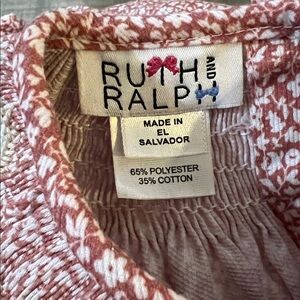 RUTH
AND
RALPH
MADE IN
EL
SALVADOR
65% POLYESTER
35% COTTON